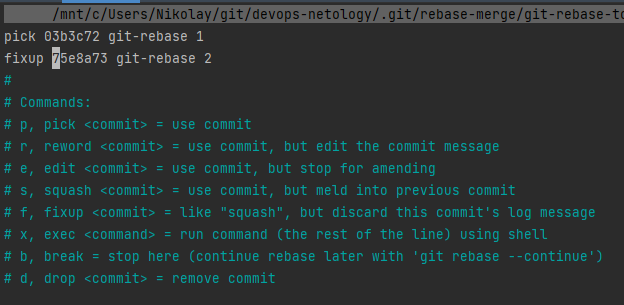 /mnt/c/Users/Nikolay/git/devops-netology/.git/rebase-merge/git-rebase-to
pick 03b3c72 git-rebase 1
fixup 75e8a73 git-rebase 2
#
# Commands:
# p, pick <commit> = use commit
# r, reword <commit> = use commit, but edit the commit message
# e, edit <commit> = use commit, but stop for amending
# s, squash <commit> = use commit, but meld into previous commit
# f, fixup <commit> = like "squash", but discard this commit's log message
# x, exec <command> = run command (the rest of the line) using shell
# b, break = stop here (continue rebase later with 'git rebase --continue')
# d, drop <commit> = remove commit